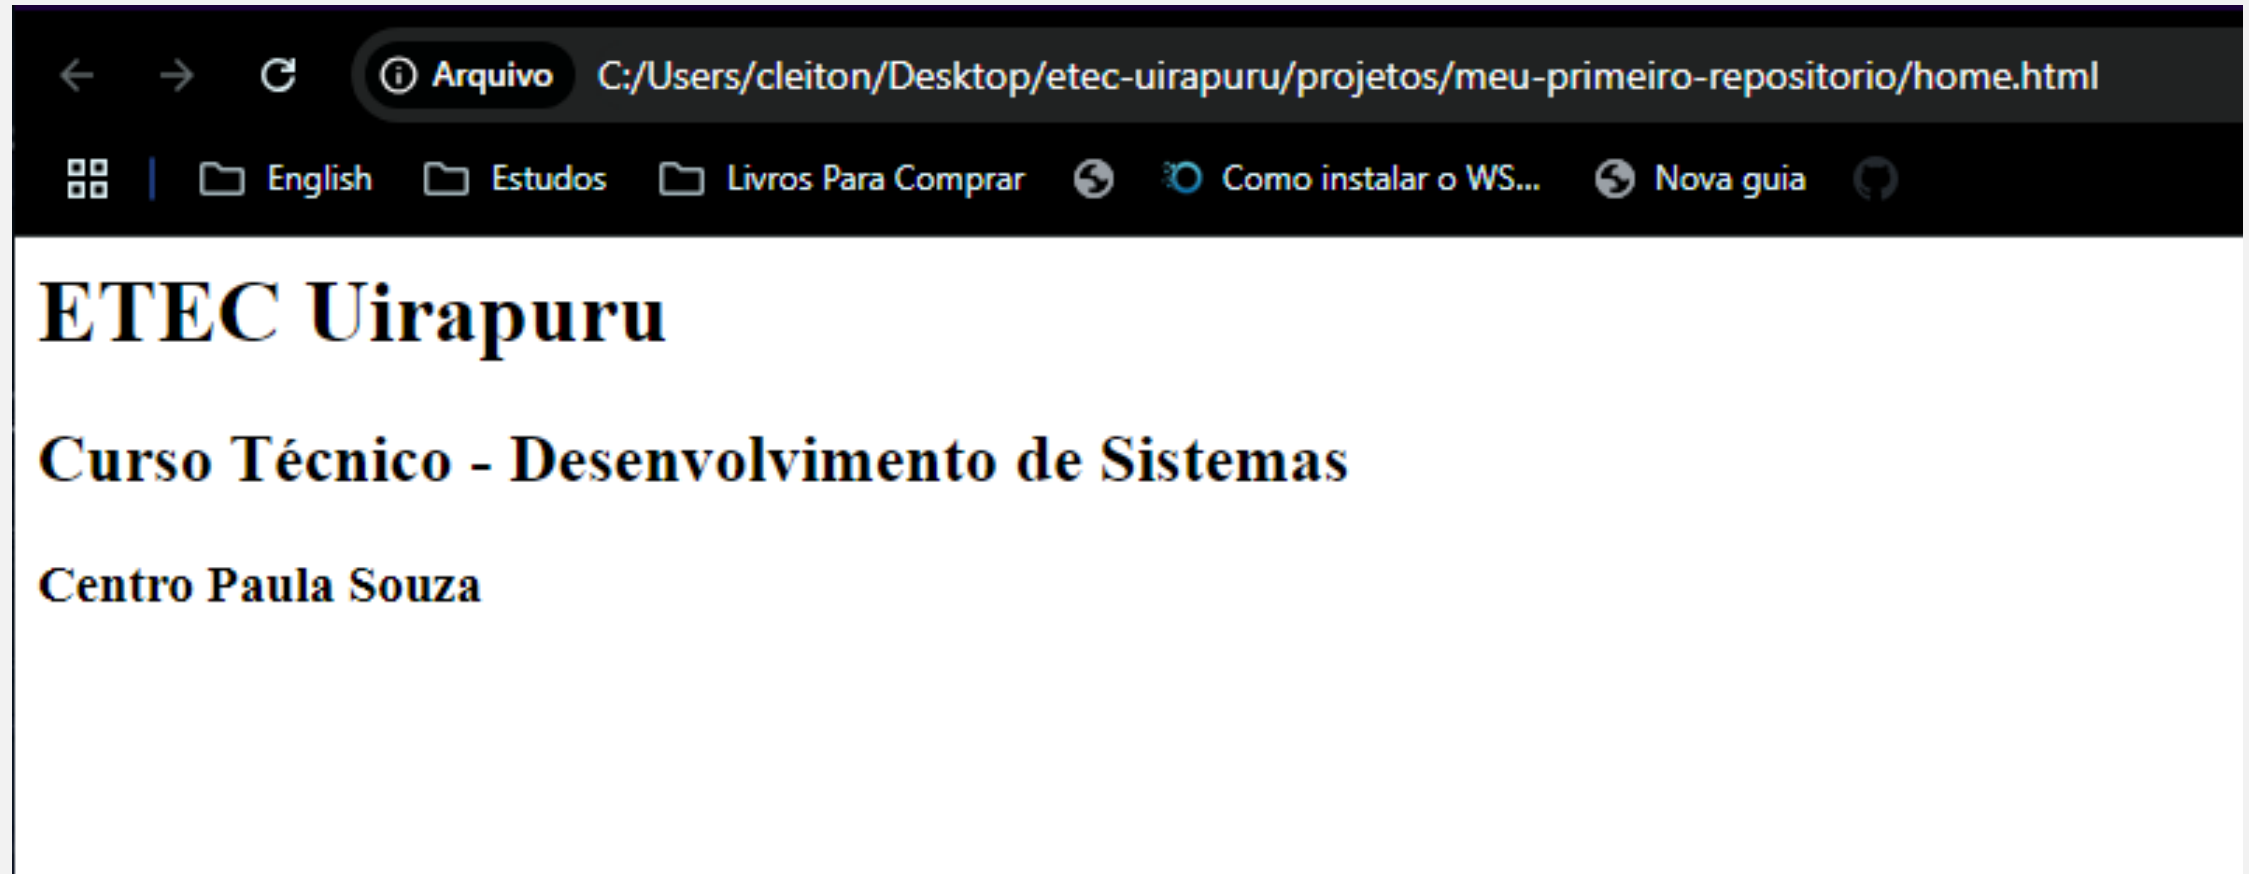 Arquivo C:/Users/cleiton/Desktop/etec-uirapuru/projetos/meu-primeiro-repositorio/home.html
English Estudos Livros Para Comprar Como instalar o WS... Nova guia
ETEC Uirapuru
Curso Técnico - Desenvolvimento de Sistemas
Centro Paula Souza